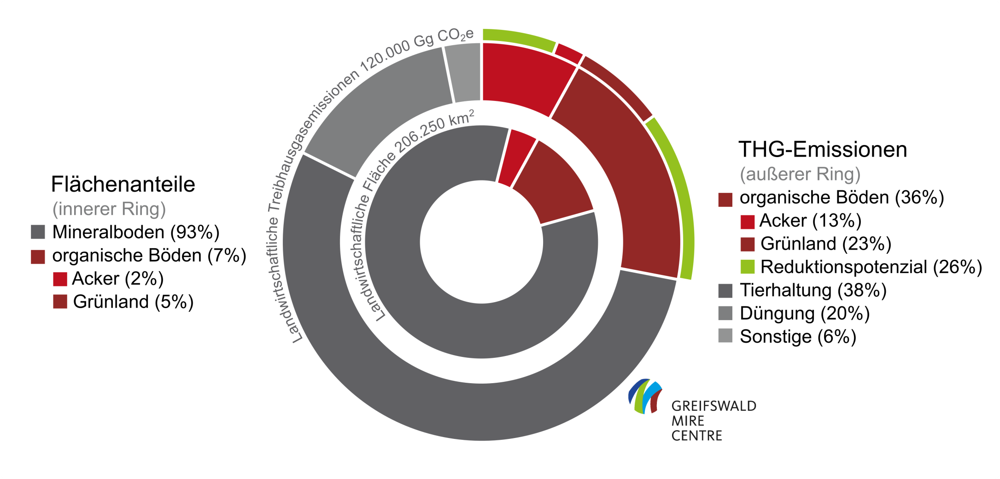 Landwirtschaftliche Treibhausgasemissionen 120.000 Gg CO₂e
Landwirtschaftliche Fläche 206.250 km²
Flächenanteile
(innerer Ring)
Mineralboden (93%)
organische Böden (7%)
Acker (2%)
Grünland (5%)
THG-Emissionen
(äußerer Ring)
organische Böden (36%)
Acker (13%)
Grünland (23%)
Reduktionspotenzial (26%)
Tierhaltung (38%)
Düngung (20%)
Sonstige (6%)
GREIFSWALD
MIRE
CENTRE